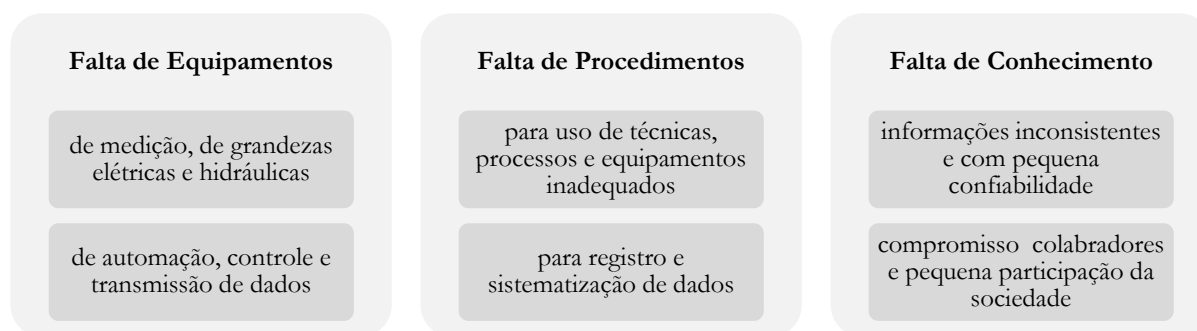 Falta de Equipamentos
de medição, de grandezas
elétricas e hidráulicas
de automação, controle e
transmissão de dados
Falta de Procedimentos
para uso de técnicas,
processos e equipamentos
inadequados
para registro e
sistematização de dados
Falta de Conhecimento
informações inconsistentes
e com pequena
confiabilidade
compromisso colabradores
e pequena participação da
sociedade